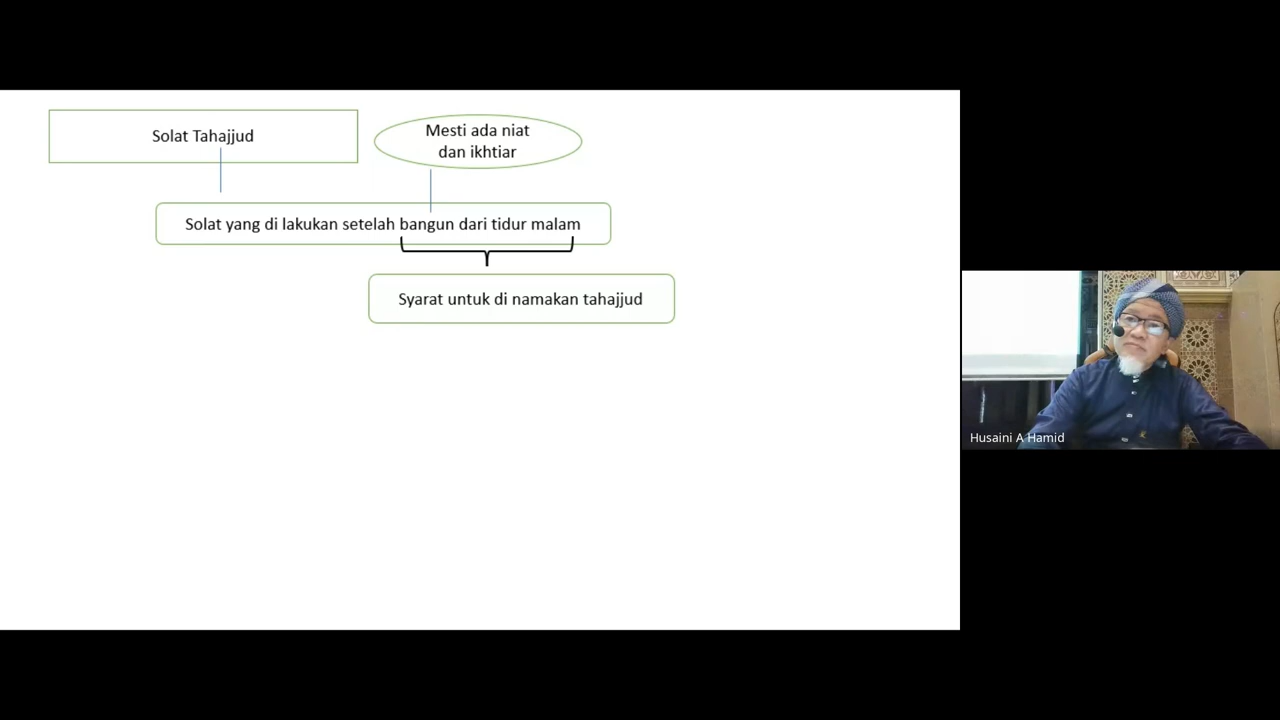 Solat Tahajjud
Mesti ada niat
dan ikhtiar
Solat yang di lakukan setelah bangun dari tidur malam
Syarat untuk di namakan tahajjud
Husaini A Hamid